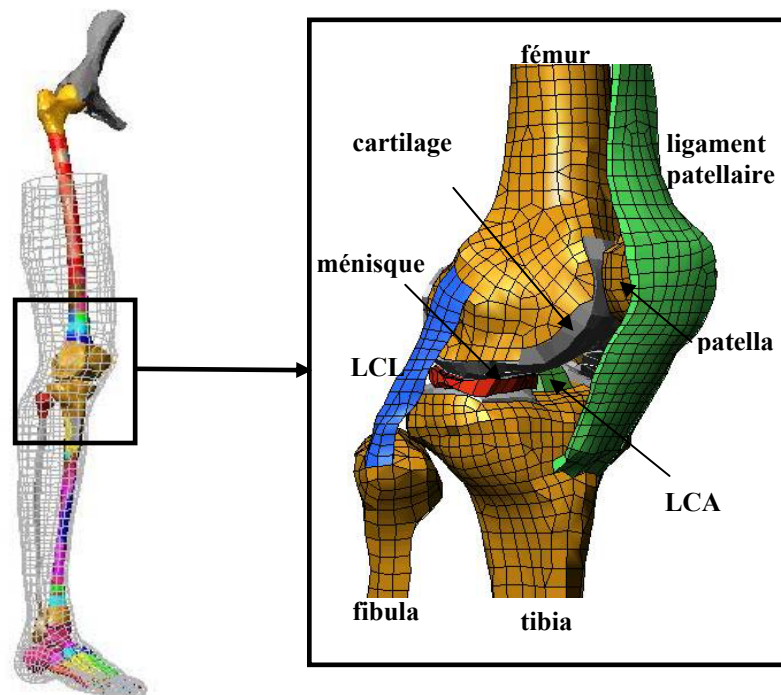 fémur
cartilage
ligament
patellaire
ménisque
patella
LCL
LCA
fibula
tibia